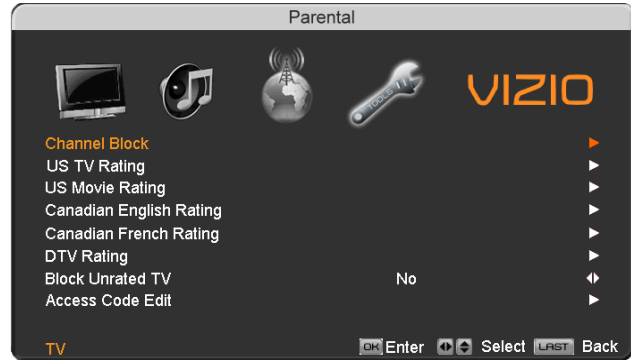 Parental
TOOLS
VIZIO
Channel Block
US TV Rating
US Movie Rating
Canadian English Rating
Canadian French Rating
DTV Rating
Block Unrated TV No
Access Code Edit
TV OK Enter Select LAST Back